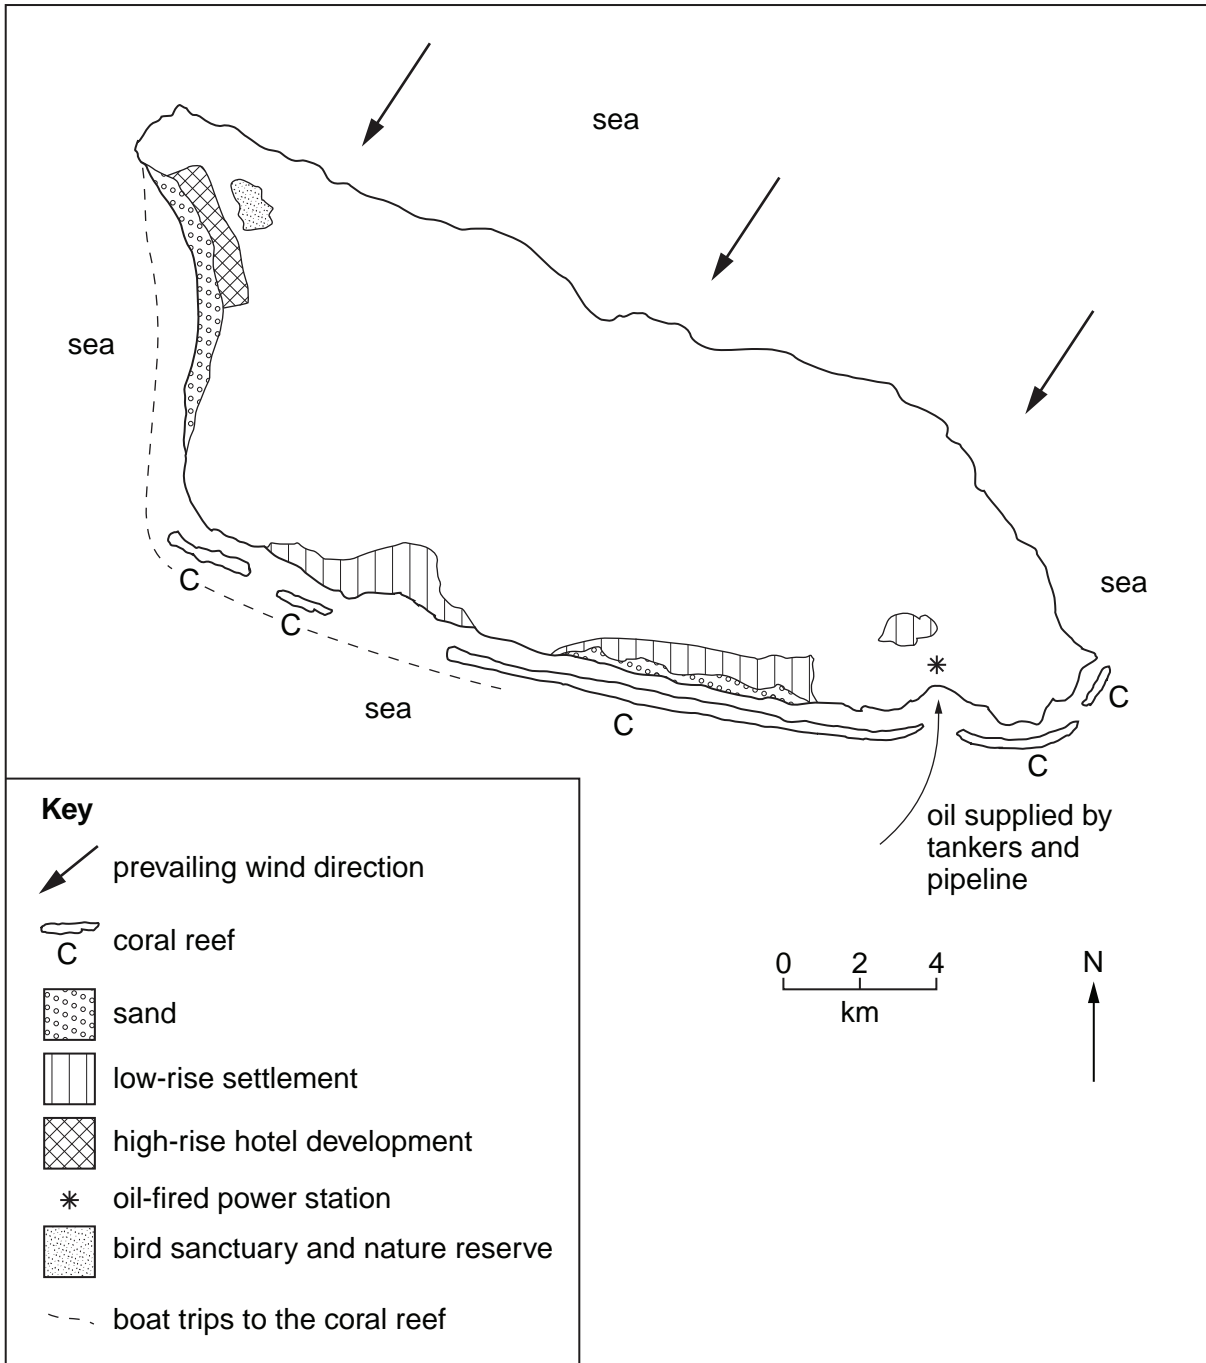 sea
sea
sea
C
C
sea
C
C
C
oil supplied by
tankers and
pipeline
0 2 4
km
N
Key
prevailing wind direction
C
coral reef
sand
low-rise settlement
high-rise hotel development
oil-fired power station
bird sanctuary and nature reserve
boat trips to the coral reef